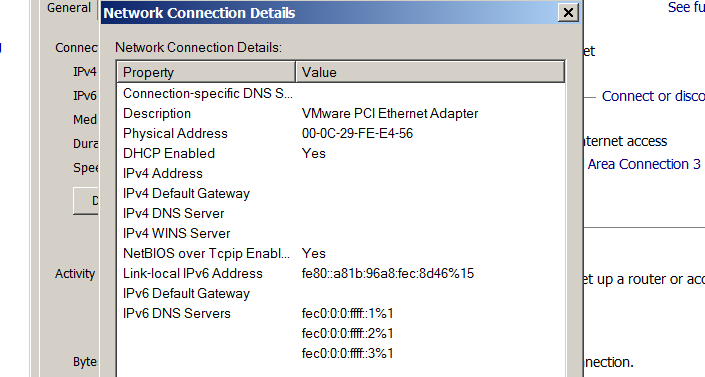 General
Network Connection Details
See fu
Network Connection Details:
Connec
et
Property Value
IPv4
Connection-specific DNS S...
IPv6
Connect or disco
Description VMware PCI Ethernet Adapter
Med
Physical Address 00-0C-29-FE-E4-56
Dura
DHCP Enabled Yes
ternet access
Spee
IPv4 Address
Area Connection 3
IPv4 Default Gateway
D
IPv4 DNS Server
IPv4 WINS Server
NetBIOS over Tcpip Enabl... Yes
Activity
Link-local IPv6 Address fe80::a81b:96a8:fec:8d46%15
et up a router or acc
IPv6 Default Gateway
IPv6 DNS Servers fec0:0:0:ffff::1%1
fec0:0:0:ffff::2%1
fec0:0:0:ffff::3%1
Byte
nnection.